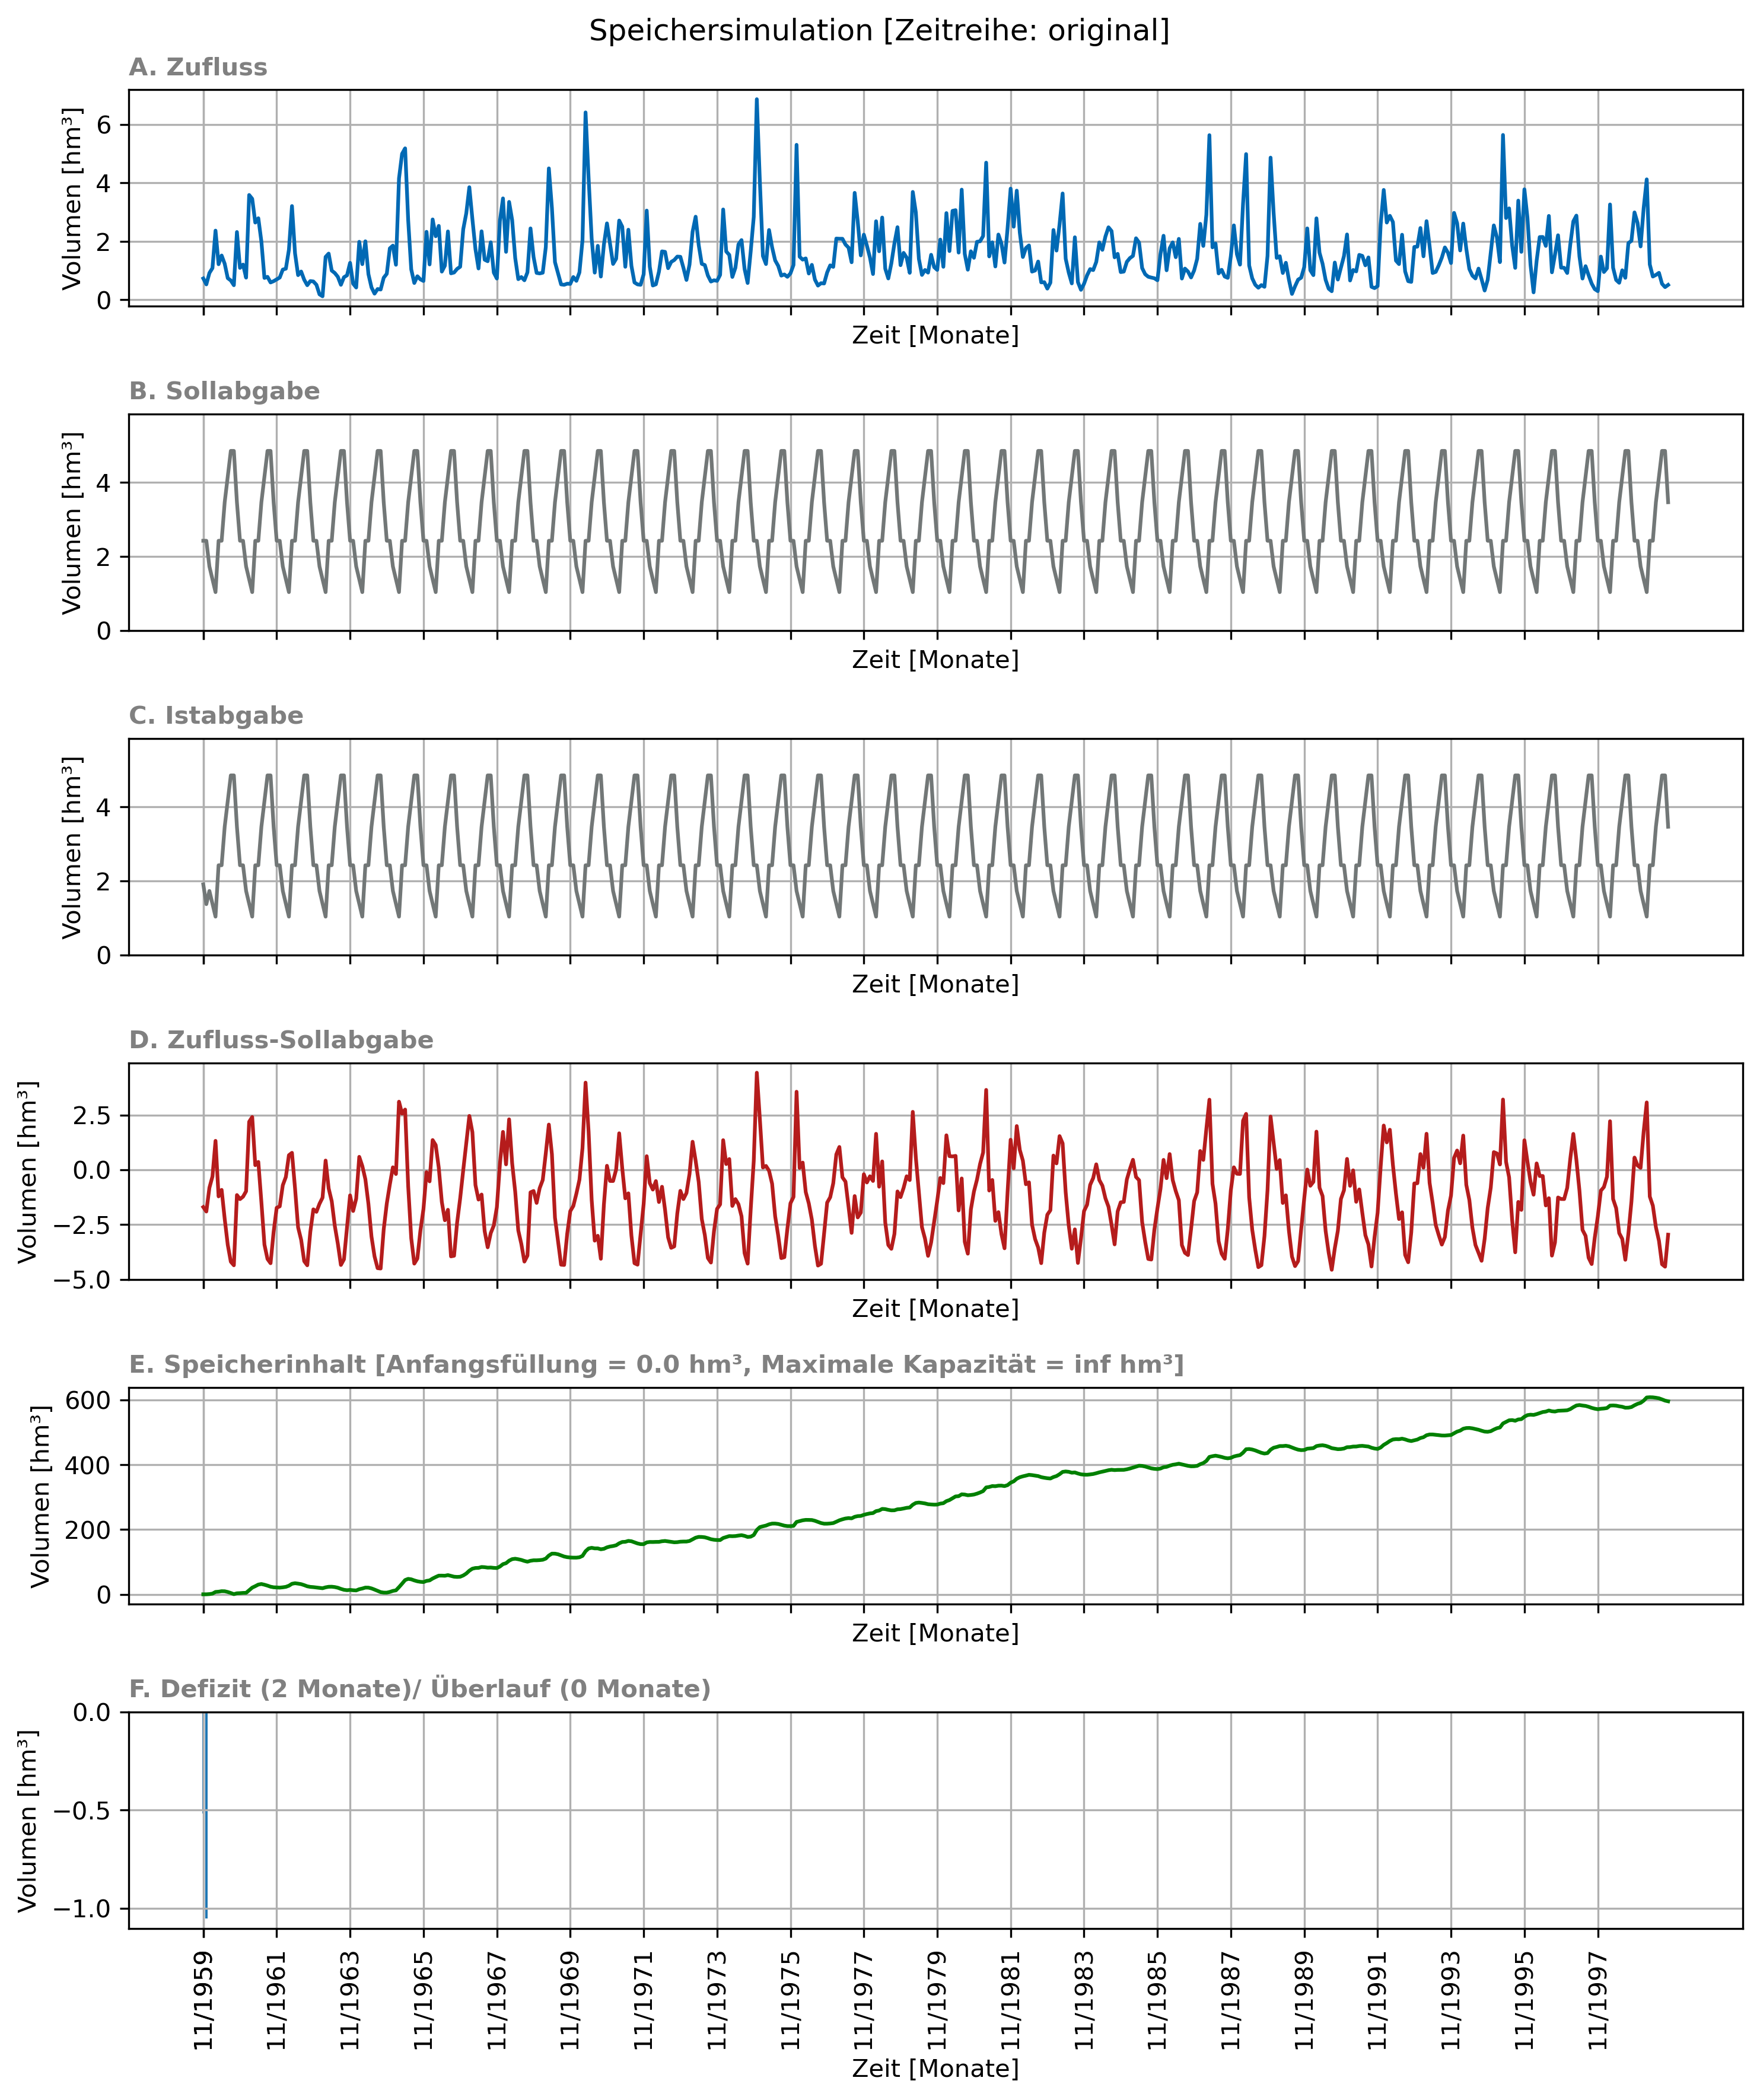 Speichersimulation [Zeitreihe: original]
A. Zufluss
Volumen [hm³]
6
4
2
0
Zeit [Monate]
B. Sollabgabe
Volumen [hm³]
4
2
0
Zeit [Monate]
C. Istabgabe
Volumen [hm³]
4
2
0
Zeit [Monate]
D. Zufluss-Sollabgabe
Volumen [hm³]
2.5
0.0
−2.5
−5.0
Zeit [Monate]
E. Speicherinhalt [Anfangsfüllung = 0.0 hm³, Maximale Kapazität = inf hm³]
Volumen [hm³]
600
400
200
0
Zeit [Monate]
F. Defizit (2 Monate)/ Überlauf (0 Monate)
Volumen [hm³]
0.0
−0.5
−1.0
11/1959
11/1961
11/1963
11/1965
11/1967
11/1969
11/1971
11/1973
11/1975
11/1977
11/1979
11/1981
11/1983
11/1985
11/1987
11/1989
11/1991
11/1993
11/1995
11/1997
Zeit [Monate]